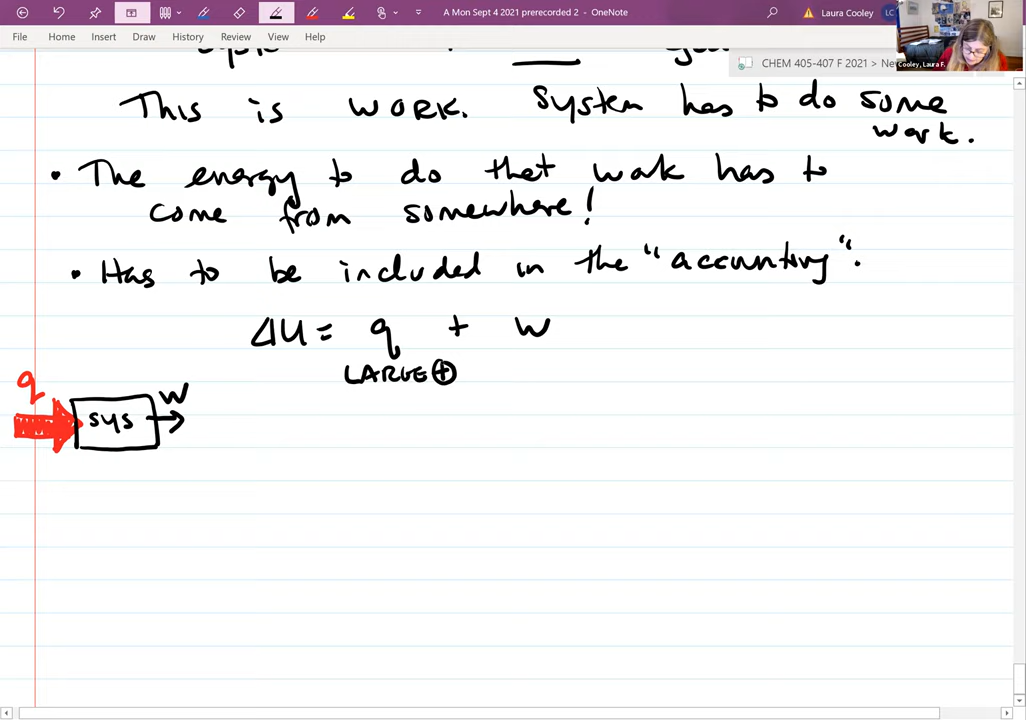 A Mon Sept 4 2021 prerecorded 2 - OneNote
Laura Cooley
LC
File Home Insert Draw History Review View Help
CHEM 405-407 F 2021 >
Cooley, Laura F.
This is WORK. System has to do some
work.
• The energy to do that work has to
come from somewhere!
• Has to be included in the "accounting".
ΔU = q + w
LARGE ⊕
q
sys
w